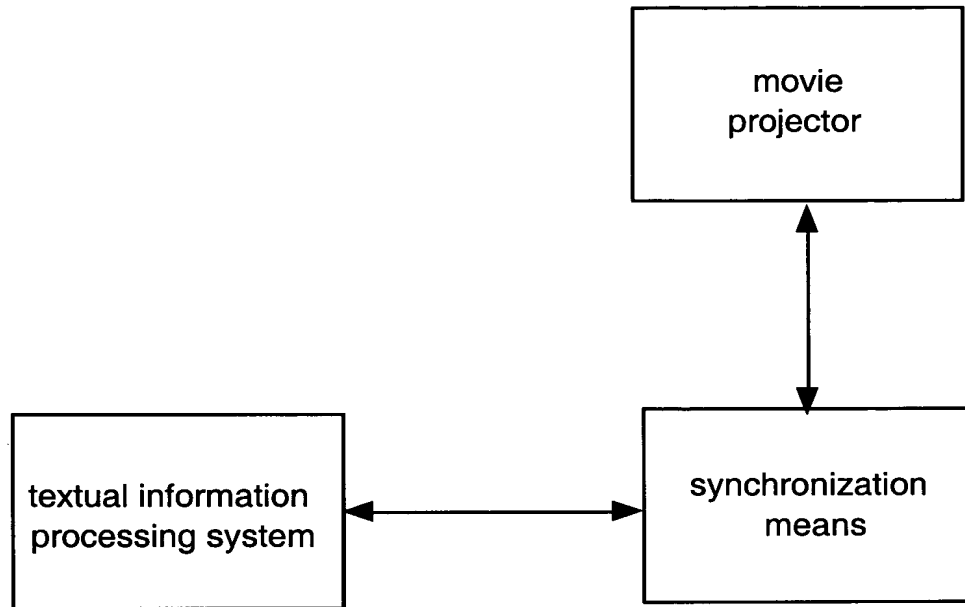 movie
projector
textual information
processing system
synchronization
means